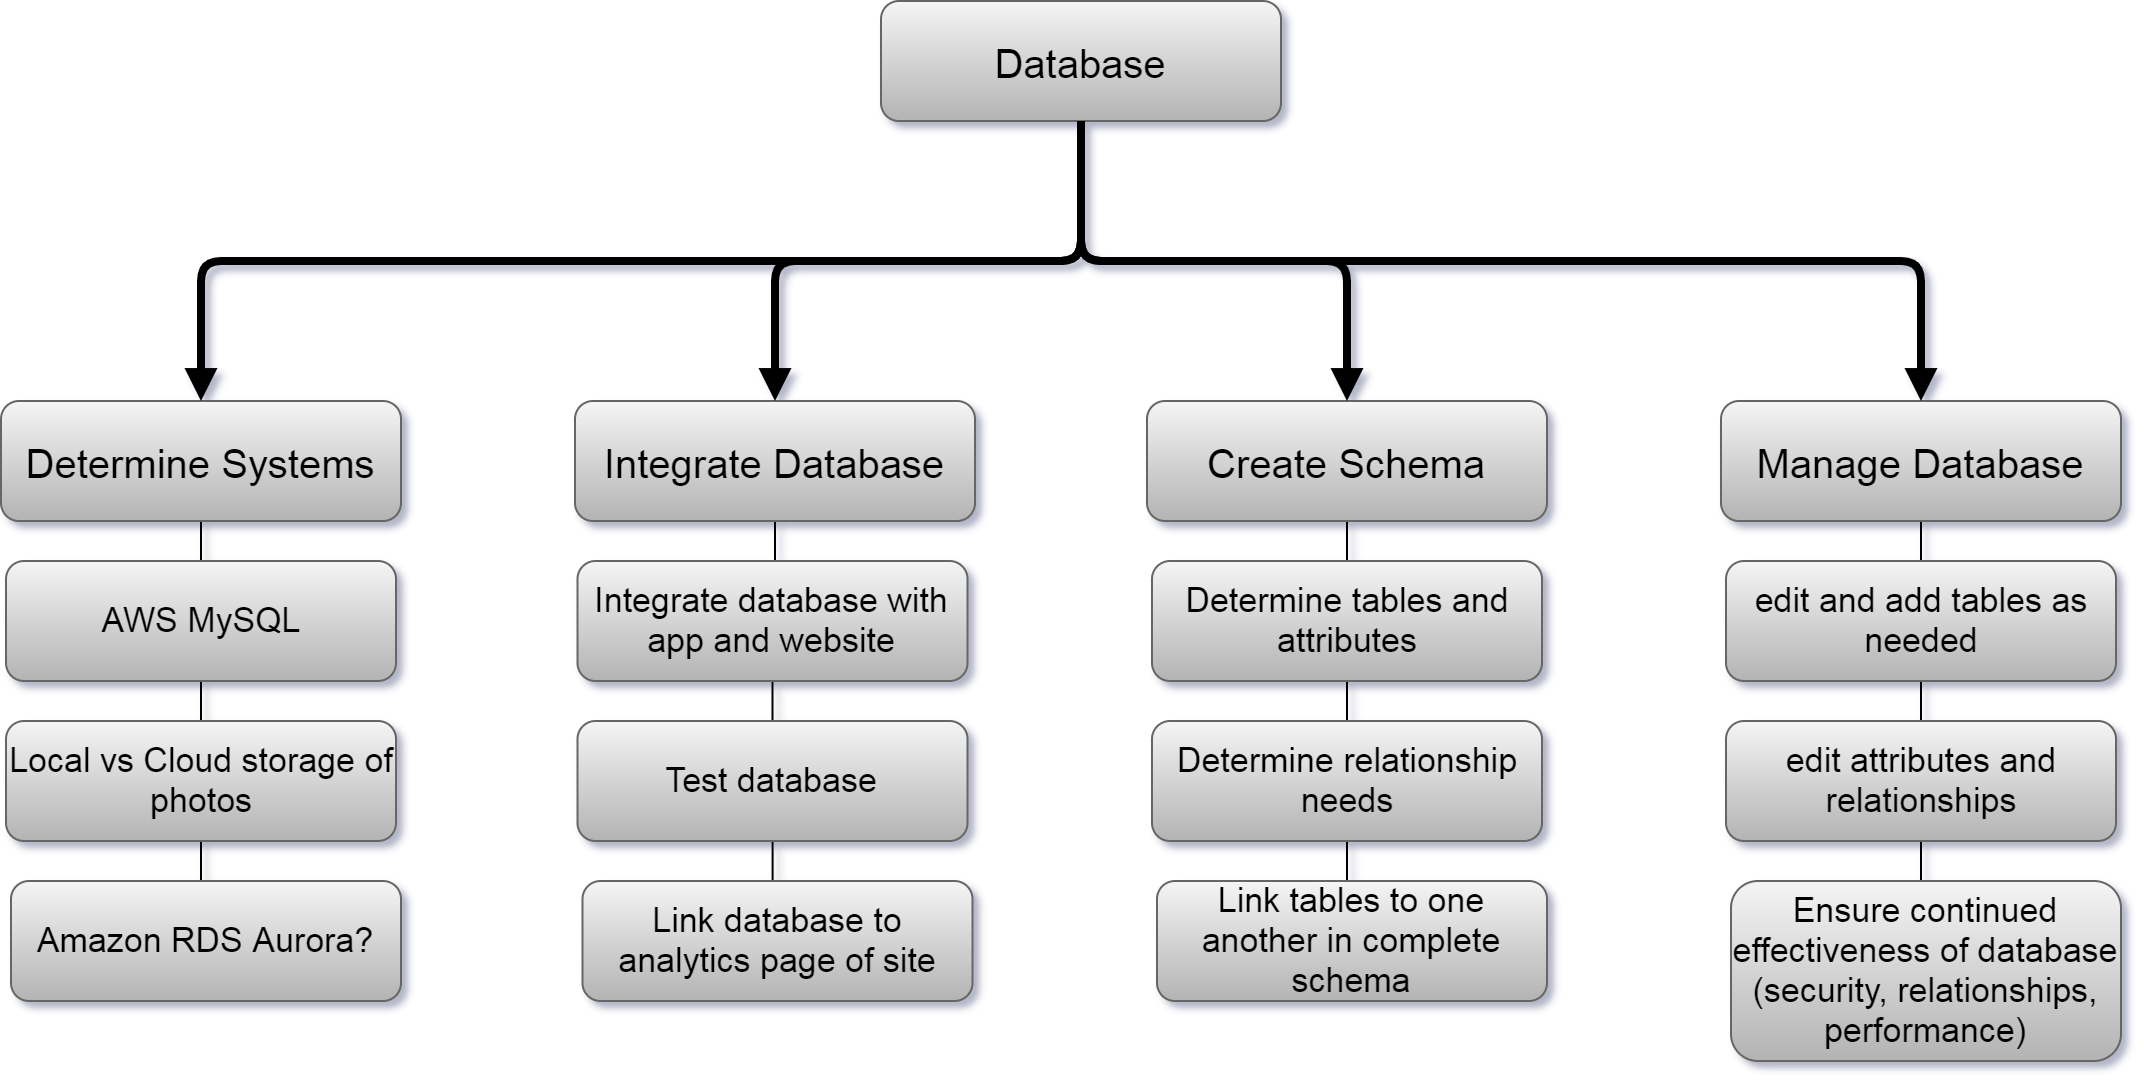 Database
Determine Systems
AWS MySQL
Local vs Cloud storage of
photos
Amazon RDS Aurora?
Integrate Database
Integrate database with
app and website
Test database
Link database to
analytics page of site
Create Schema
Determine tables and
attributes
Determine relationship
needs
Link tables to one
another in complete
schema
Manage Database
edit and add tables as
needed
edit attributes and
relationships
Ensure continued
effectiveness of database
(security, relationships,
performance)